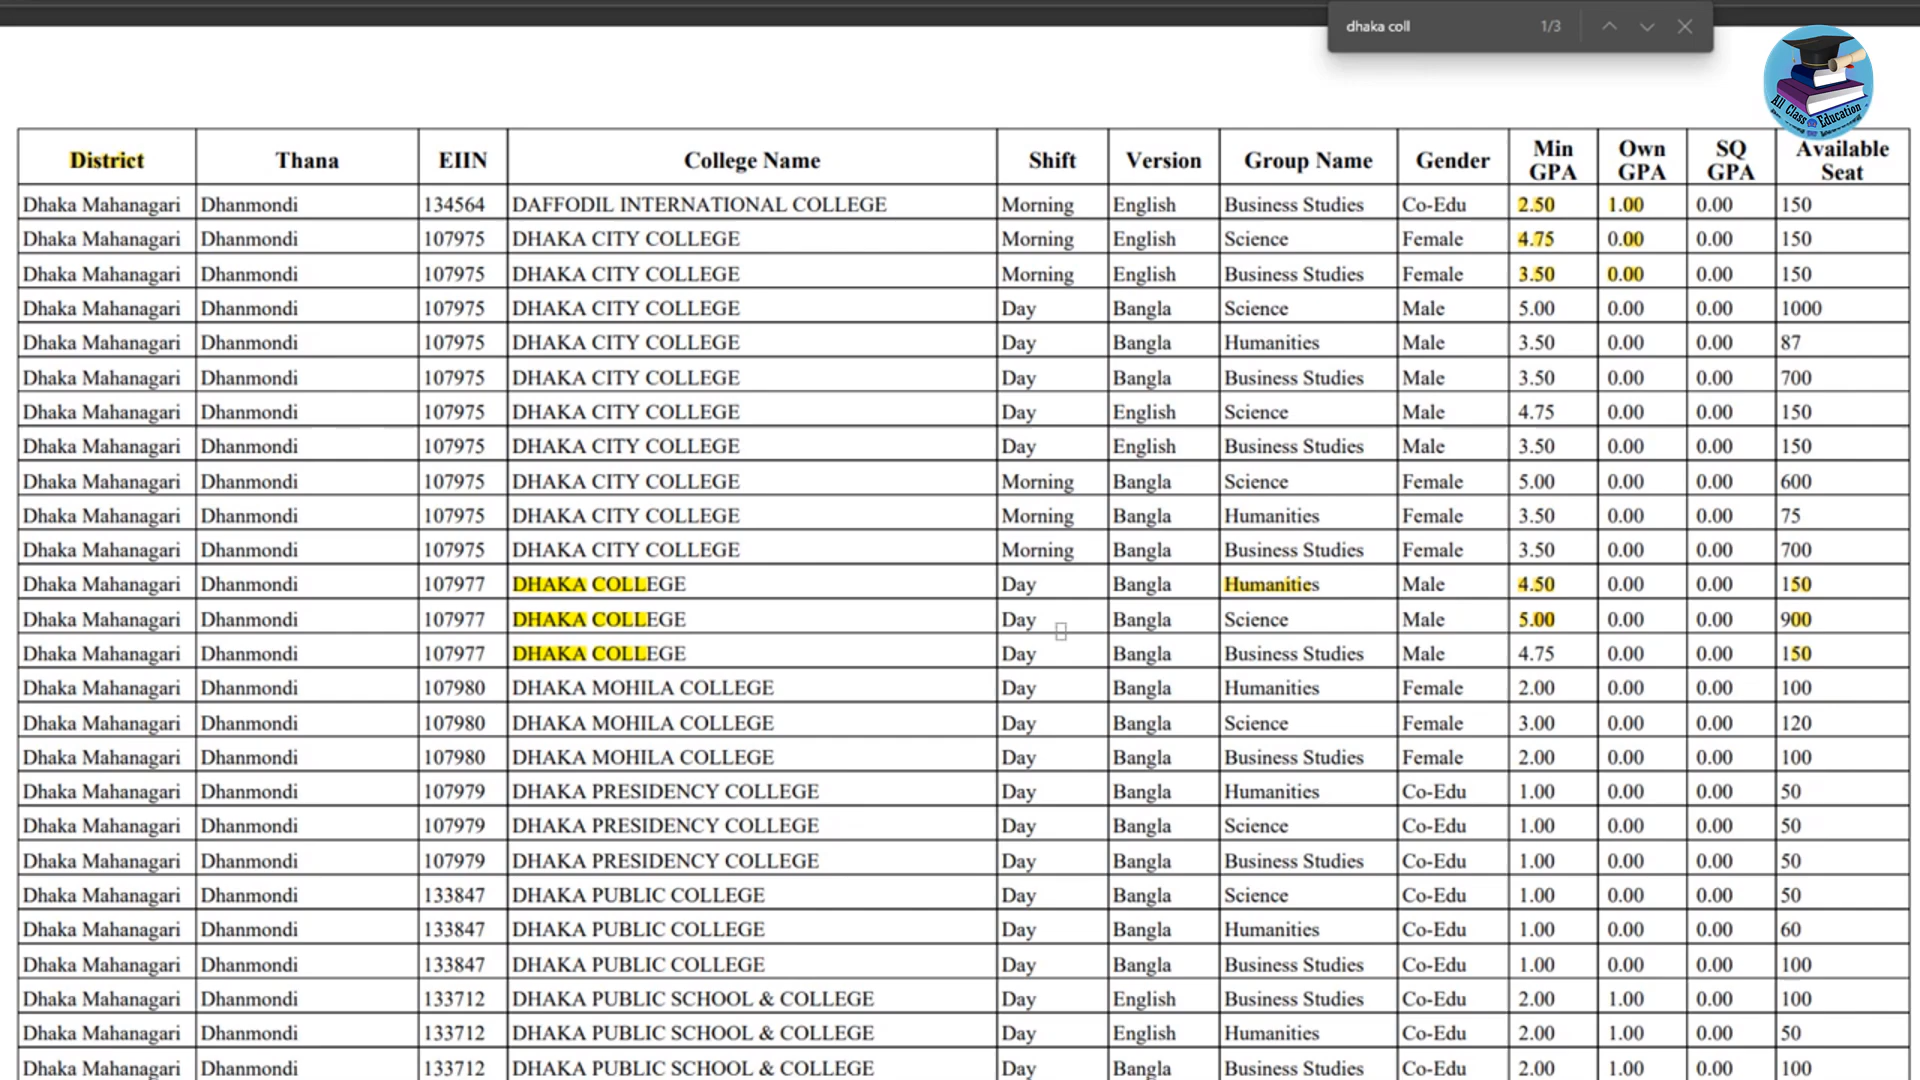 dhaka coll 1/3
All Class Education
District Thana EIIN College Name Shift Version Group Name Gender Min GPA Own GPA SQ GPA Available Seat
Dhaka Mahanagari Dhanmondi 134564 DAFFODIL INTERNATIONAL COLLEGE Morning English Business Studies Co-Edu 2.50 1.00 0.00 150
Dhaka Mahanagari Dhanmondi 107975 DHAKA CITY COLLEGE Morning English Science Female 4.75 0.00 0.00 150
Dhaka Mahanagari Dhanmondi 107975 DHAKA CITY COLLEGE Morning English Business Studies Female 3.50 0.00 0.00 150
Dhaka Mahanagari Dhanmondi 107975 DHAKA CITY COLLEGE Day Bangla Science Male 5.00 0.00 0.00 1000
Dhaka Mahanagari Dhanmondi 107975 DHAKA CITY COLLEGE Day Bangla Humanities Male 3.50 0.00 0.00 87
Dhaka Mahanagari Dhanmondi 107975 DHAKA CITY COLLEGE Day Bangla Business Studies Male 3.50 0.00 0.00 700
Dhaka Mahanagari Dhanmondi 107975 DHAKA CITY COLLEGE Day English Science Male 4.75 0.00 0.00 150
Dhaka Mahanagari Dhanmondi 107975 DHAKA CITY COLLEGE Day English Business Studies Male 3.50 0.00 0.00 150
Dhaka Mahanagari Dhanmondi 107975 DHAKA CITY COLLEGE Morning Bangla Science Female 5.00 0.00 0.00 600
Dhaka Mahanagari Dhanmondi 107975 DHAKA CITY COLLEGE Morning Bangla Humanities Female 3.50 0.00 0.00 75
Dhaka Mahanagari Dhanmondi 107975 DHAKA CITY COLLEGE Morning Bangla Business Studies Female 3.50 0.00 0.00 700
Dhaka Mahanagari Dhanmondi 107977 DHAKA COLLEGE Day Bangla Humanities Male 4.50 0.00 0.00 150
Dhaka Mahanagari Dhanmondi 107977 DHAKA COLLEGE Day Bangla Science Male 5.00 0.00 0.00 900
Dhaka Mahanagari Dhanmondi 107977 DHAKA COLLEGE Day Bangla Business Studies Male 4.75 0.00 0.00 150
Dhaka Mahanagari Dhanmondi 107980 DHAKA MOHILA COLLEGE Day Bangla Humanities Female 2.00 0.00 0.00 100
Dhaka Mahanagari Dhanmondi 107980 DHAKA MOHILA COLLEGE Day Bangla Science Female 3.00 0.00 0.00 120
Dhaka Mahanagari Dhanmondi 107980 DHAKA MOHILA COLLEGE Day Bangla Business Studies Female 2.00 0.00 0.00 100
Dhaka Mahanagari Dhanmondi 107979 DHAKA PRESIDENCY COLLEGE Day Bangla Humanities Co-Edu 1.00 0.00 0.00 50
Dhaka Mahanagari Dhanmondi 107979 DHAKA PRESIDENCY COLLEGE Day Bangla Science Co-Edu 1.00 0.00 0.00 50
Dhaka Mahanagari Dhanmondi 107979 DHAKA PRESIDENCY COLLEGE Day Bangla Business Studies Co-Edu 1.00 0.00 0.00 50
Dhaka Mahanagari Dhanmondi 133847 DHAKA PUBLIC COLLEGE Day Bangla Science Co-Edu 1.00 0.00 0.00 50
Dhaka Mahanagari Dhanmondi 133847 DHAKA PUBLIC COLLEGE Day Bangla Humanities Co-Edu 1.00 0.00 0.00 60
Dhaka Mahanagari Dhanmondi 133847 DHAKA PUBLIC COLLEGE Day Bangla Business Studies Co-Edu 1.00 0.00 0.00 100
Dhaka Mahanagari Dhanmondi 133712 DHAKA PUBLIC SCHOOL & COLLEGE Day English Business Studies Co-Edu 2.00 1.00 0.00 100
Dhaka Mahanagari Dhanmondi 133712 DHAKA PUBLIC SCHOOL & COLLEGE Day English Humanities Co-Edu 2.00 1.00 0.00 50
Dhaka Mahanagari Dhanmondi 133712 DHAKA PUBLIC SCHOOL & COLLEGE Day Bangla Business Studies Co-Edu 2.00 1.00 0.00 100